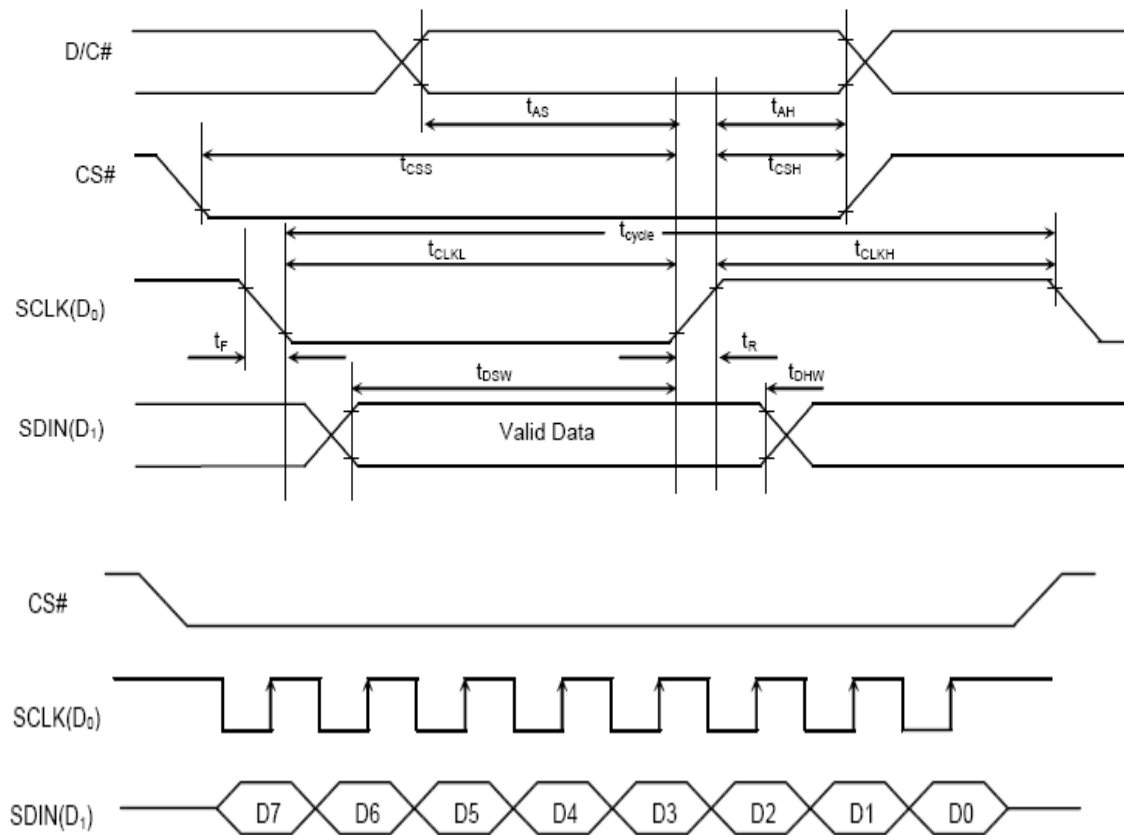 D/C#
tAS
tAH
CS#
tCSS
tCSH
tcycle
tCLKL
tCLKH
SCLK(D0)
tF
tR
tDSW
tDHW
SDIN(D1)
Valid Data
CS#
SCLK(D0)
SDIN(D1)
D7 D6 D5 D4 D3 D2 D1 D0